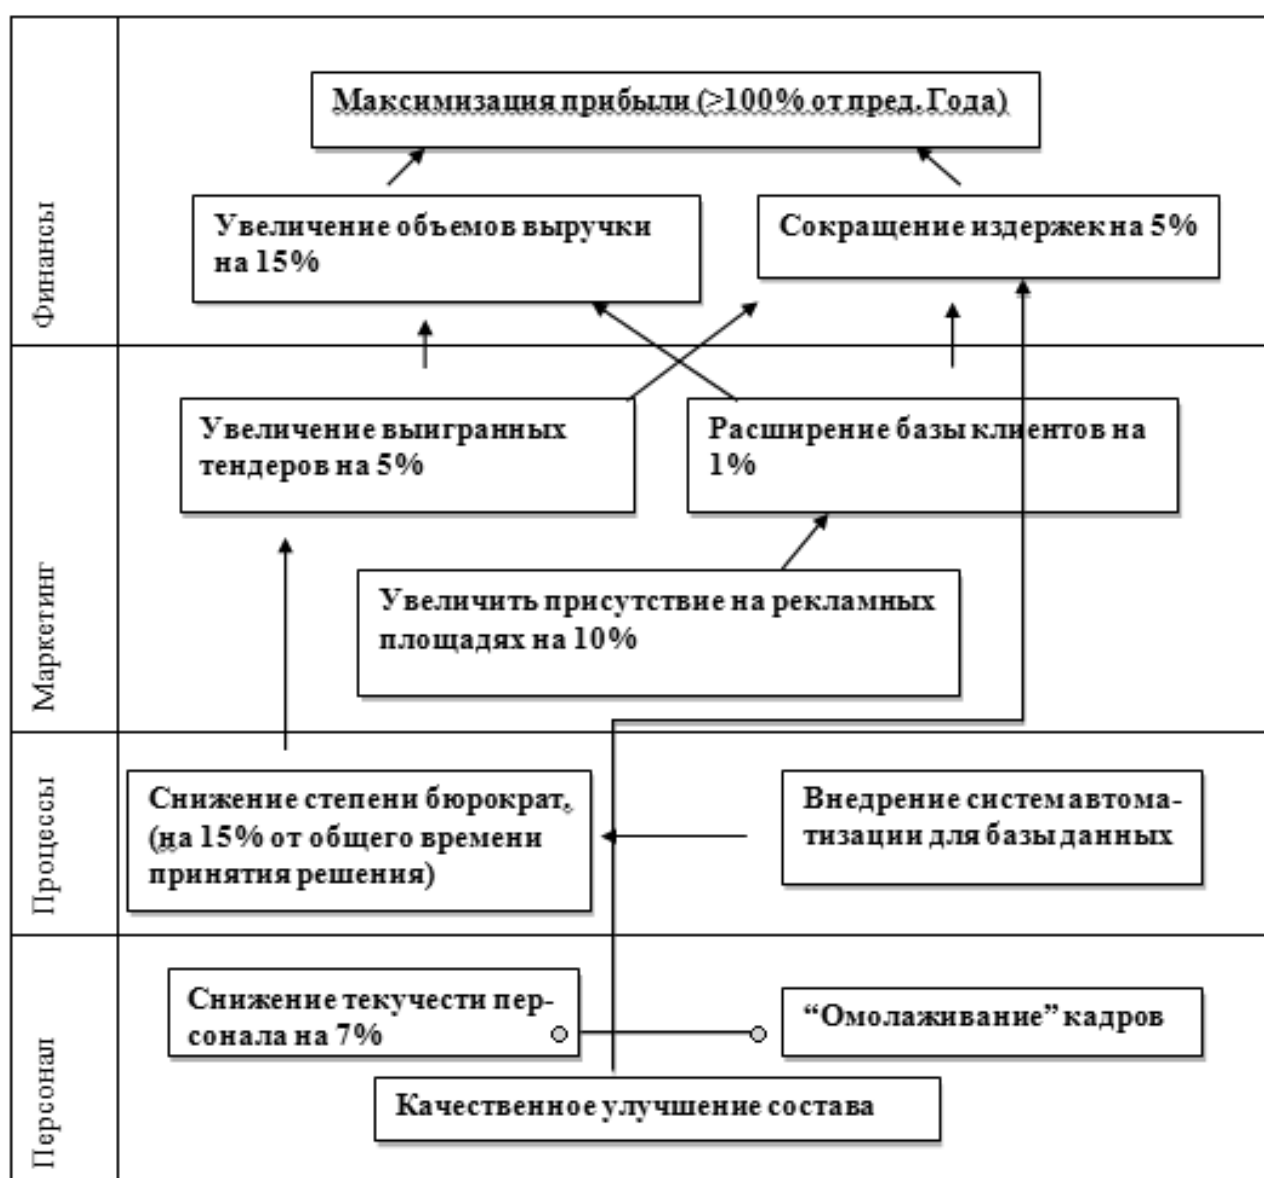 Финансы
Максимизация прибыли (>100% от пред. Года)
Увеличение объемов выручки
на 15%
Сокращение издержек на 5%
Маркетинг
Увеличение выигранных
тендеров на 5%
Расширение базы клиентов на
1%
Увеличить присутствие на рекламных
площадях на 10%
Процессы
Снижение степени бюрократ.
(на 15% от общего времени
принятия решения)
Внедрение систем автома-
тизации для базы данных
Персонал
Снижение текучести пер-
сонала на 7%
“Омолаживание” кадров
Качественное улучшение состава